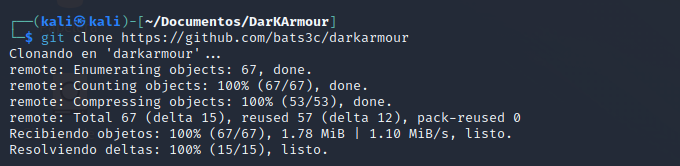 ┌──(kali㉿kali)-[~/Documentos/DarKArmour]
└─$ git clone https://github.com/bats3c/darkarmour
Clonando en 'darkarmour'...
remote: Enumerating objects: 67, done.
remote: Counting objects: 100% (67/67), done.
remote: Compressing objects: 100% (53/53), done.
remote: Total 67 (delta 15), reused 57 (delta 12), pack-reused 0
Recibiendo objetos: 100% (67/67), 1.78 MiB | 1.10 MiB/s, listo.
Resolviendo deltas: 100% (15/15), listo.